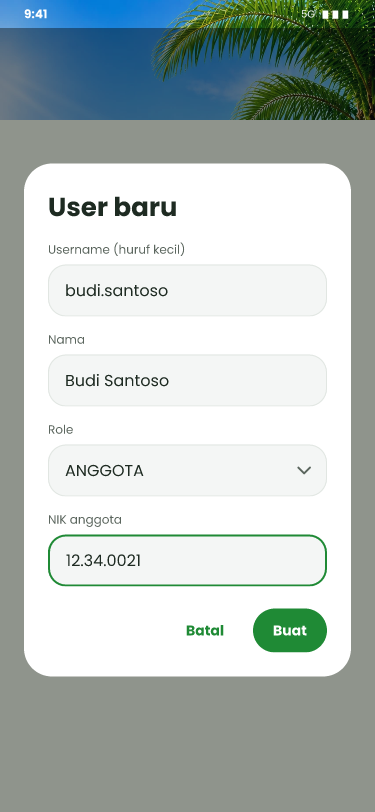 9:41
5G
User baru
Username (huruf kecil)
budi.santoso
Nama
Budi Santoso
Role
ANGGOTA
NIK anggota
12.34.0021
Batal
Buat